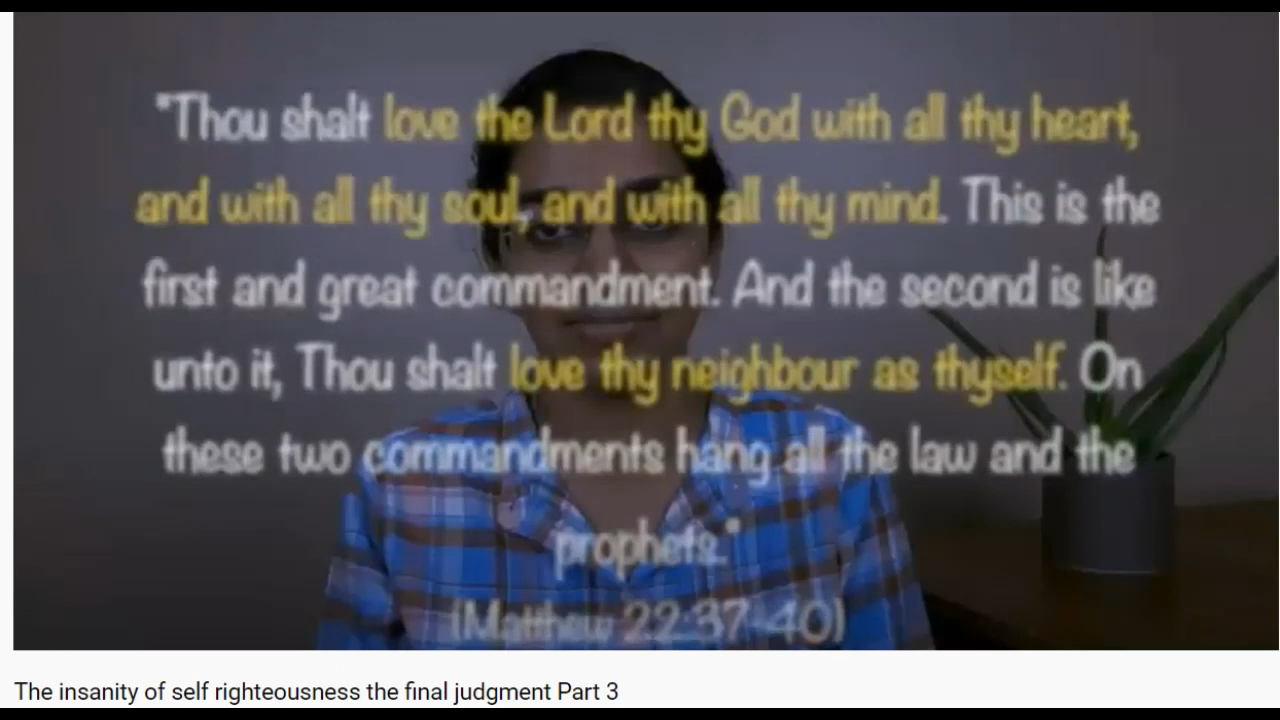 "Thou shalt love the Lord thy God with all thy heart,
and with all thy soul, and with all thy mind. This is the
first and great commandment. And the second is like
unto it, Thou shalt love thy neighbour as thyself. On
these two commandments hang all the law and the
prophets."
(Matthew 22:37-40)
The insanity of self righteousness the final judgment Part 3